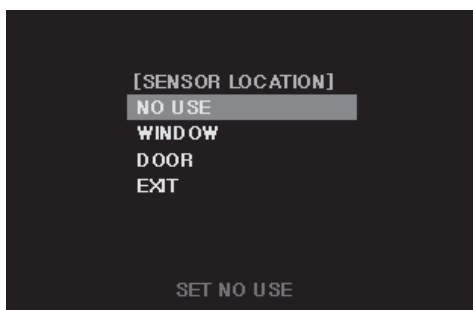 [SENSOR LOCATION]
NO USE
WINDOW
DOOR
EXIT
SET NO USE